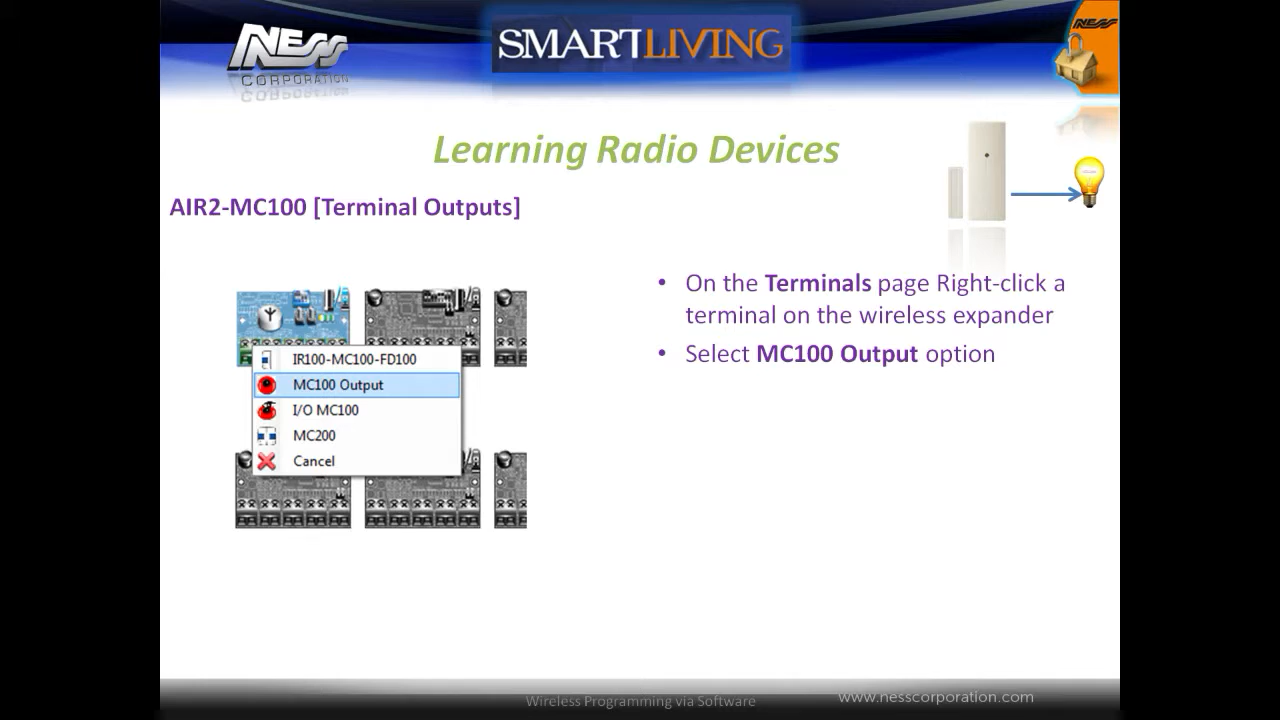 NESS
CORPORATION
SMARTLIVING
NESS
Learning Radio Devices
AIR2-MC100 [Terminal Outputs]
• On the Terminals page Right-click a
terminal on the wireless expander
• Select MC100 Output option
IR100-MC100-FD100
MC100 Output
I/O MC100
MC200
Cancel
Wireless Programming via Software
www.nesscorporation.com